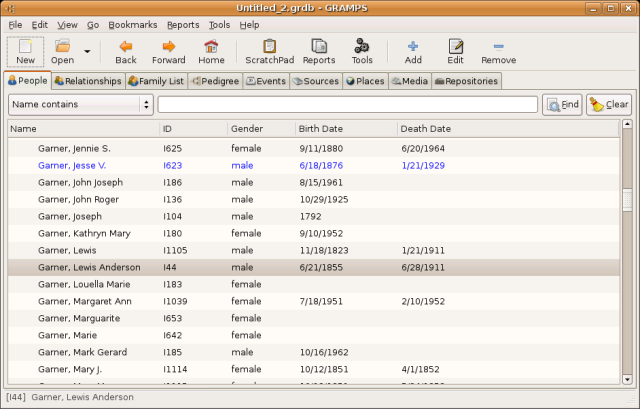 Untitled_2.grdb - GRAMPS
File Edit View Go Bookmarks Reports Tools Help
New Open Back Forward Home ScratchPad Reports Tools Add Edit Remove
People Relationships Family List Pedigree Events Sources Places Media Repositories
Name contains Find Clear
Name ID Gender Birth Date Death Date
Garner, Jennie S. I625 female 9/11/1880 6/20/1964
Garner, Jesse V. I623 male 6/18/1876 1/21/1929
Garner, John Joseph I186 male 8/15/1961
Garner, John Roger I136 male 10/29/1925
Garner, Joseph I104 male 1792
Garner, Kathryn Mary I180 female 9/10/1952
Garner, Lewis I1105 male 11/18/1823 1/21/1911
Garner, Lewis Anderson I44 male 6/21/1855 6/28/1911
Garner, Louella Marie I183 female
Garner, Margaret Ann I1039 female 7/18/1951 2/10/1952
Garner, Marguarite I653 female
Garner, Marie I642 female
Garner, Mark Gerard I185 male 10/16/1962
Garner, Mary J. I1114 female 10/12/1851 4/1/1852
[I44] Garner, Lewis Anderson